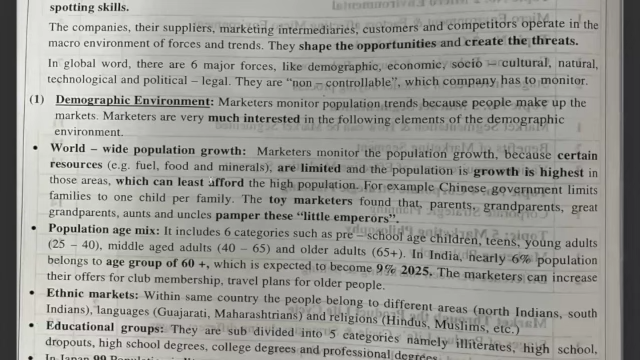 spotting skills.
The companies, their suppliers, marketing intermediaries, customers and competitors operate in the
macro environment of forces and trends. They shape the opportunities and create the threats.
In global word, there are 6 major forces, like demographic, economic, socio – cultural, natural,
technological and political – legal. They are "non – controllable", which company has to monitor.
(1) Demographic Environment: Marketers monitor population trends because people make up the
markets. Marketers are very much interested in the following elements of the demographic
environment.
• World – wide population growth: Marketers monitor the population growth, because certain
resources (e.g. fuel, food and minerals), are limited and the population is growth is highest in
those areas, which can least afford the high population. For example Chinese government limits
families to one child per family. The toy marketers found that, parents, grandparents, great
grandparents, aunts and uncles pamper these "little emperors".
• Population age mix: It includes 6 categories such as pre – school age children, teens, young adults
(25 – 40), middle aged adults (40 – 65) and older adults (65+). In India, nearly 6% population
belongs to age group of 60 +, which is expected to become 9% 2025. The marketers can increase
their offers for club membership, travel plans for older people.
• Ethnic markets: Within same country the people belong to different areas (north Indians, south
Indians), languages (Guajarati, Maharashtrians) and religions (Hindus, Muslims, etc.)
• Educational groups: They are sub divided into 5 categories namely illiterates, high school,
dropouts, high school degrees, college degrees and professional degrees.
• In Japan 99